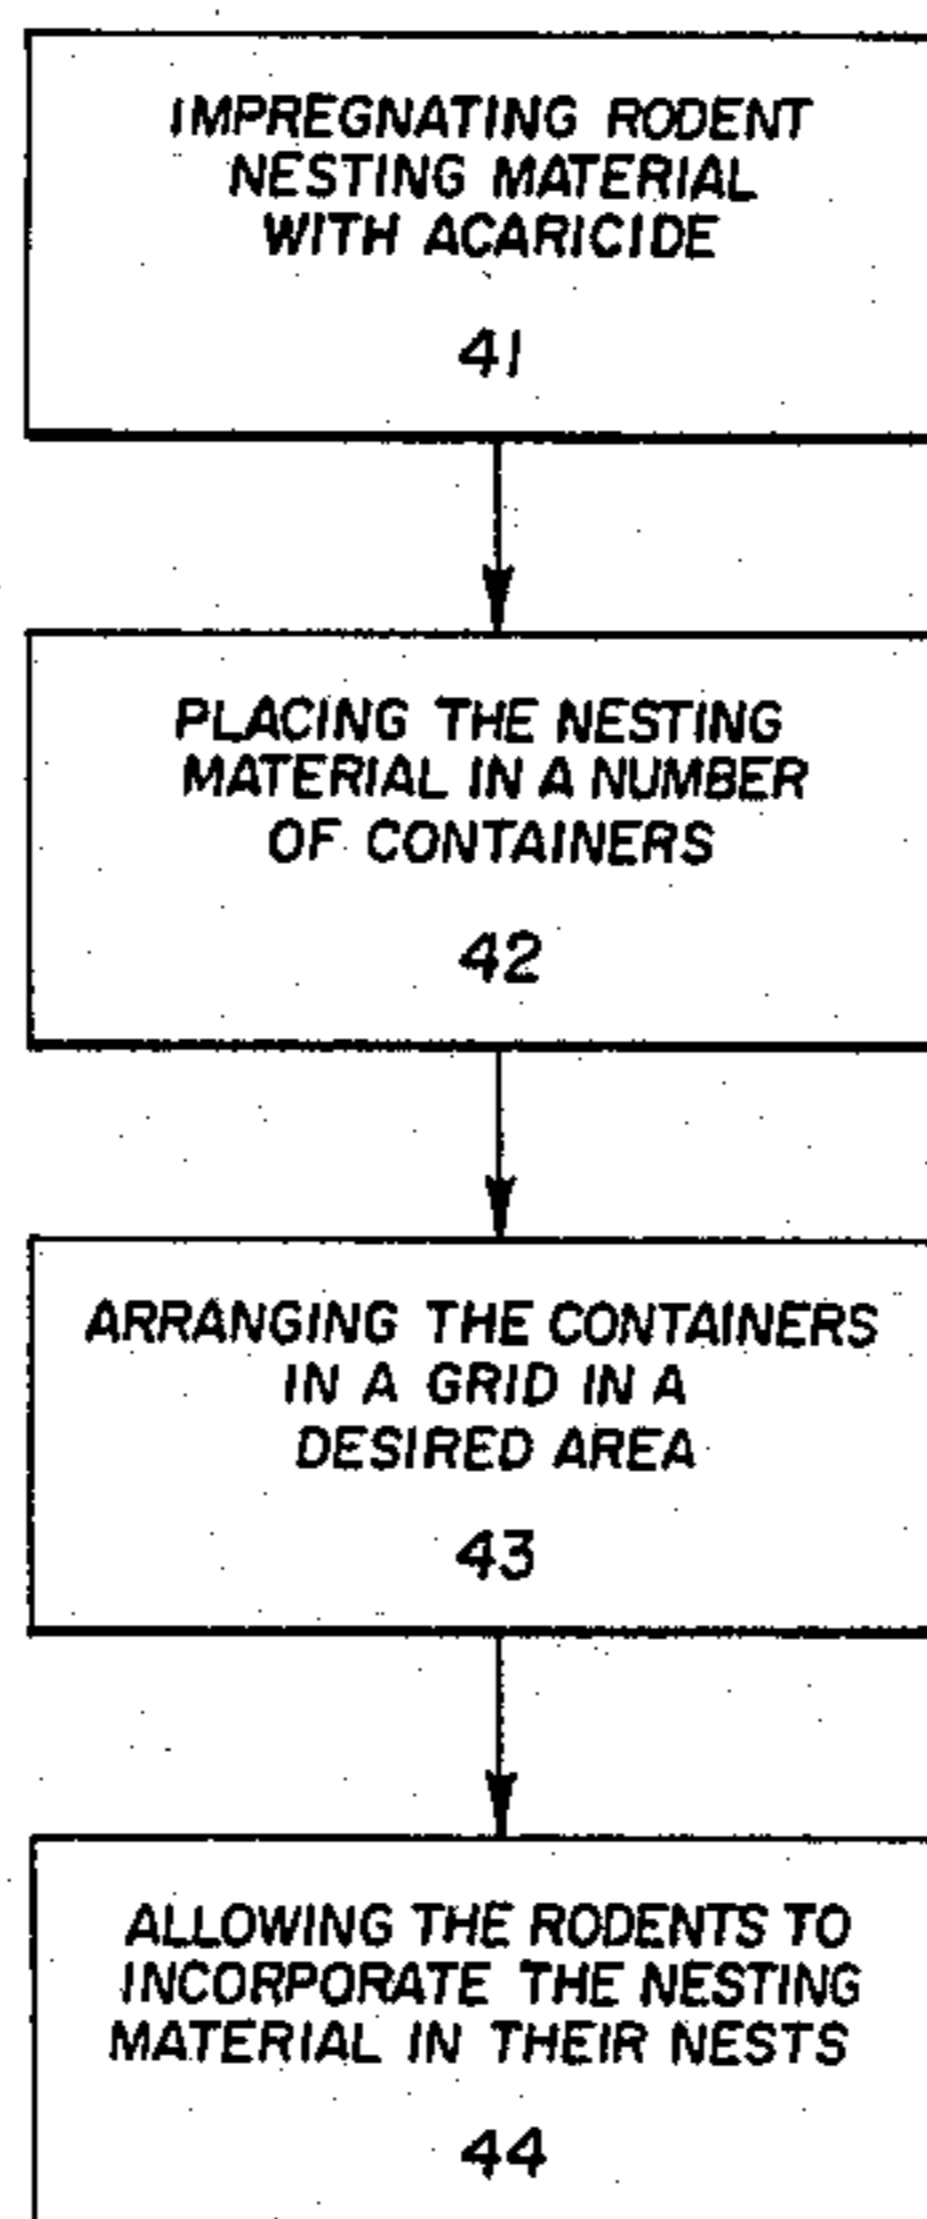 IMPREGNATING RODENT
NESTING MATERIAL
WITH ACARICIDE
41
PLACING THE NESTING
MATERIAL IN A NUMBER
OF CONTAINERS
42
ARRANGING THE CONTAINERS
IN A GRID IN A
DESIRED AREA
43
ALLOWING THE RODENTS TO
INCORPORATE THE NESTING
MATERIAL IN THEIR NESTS
44